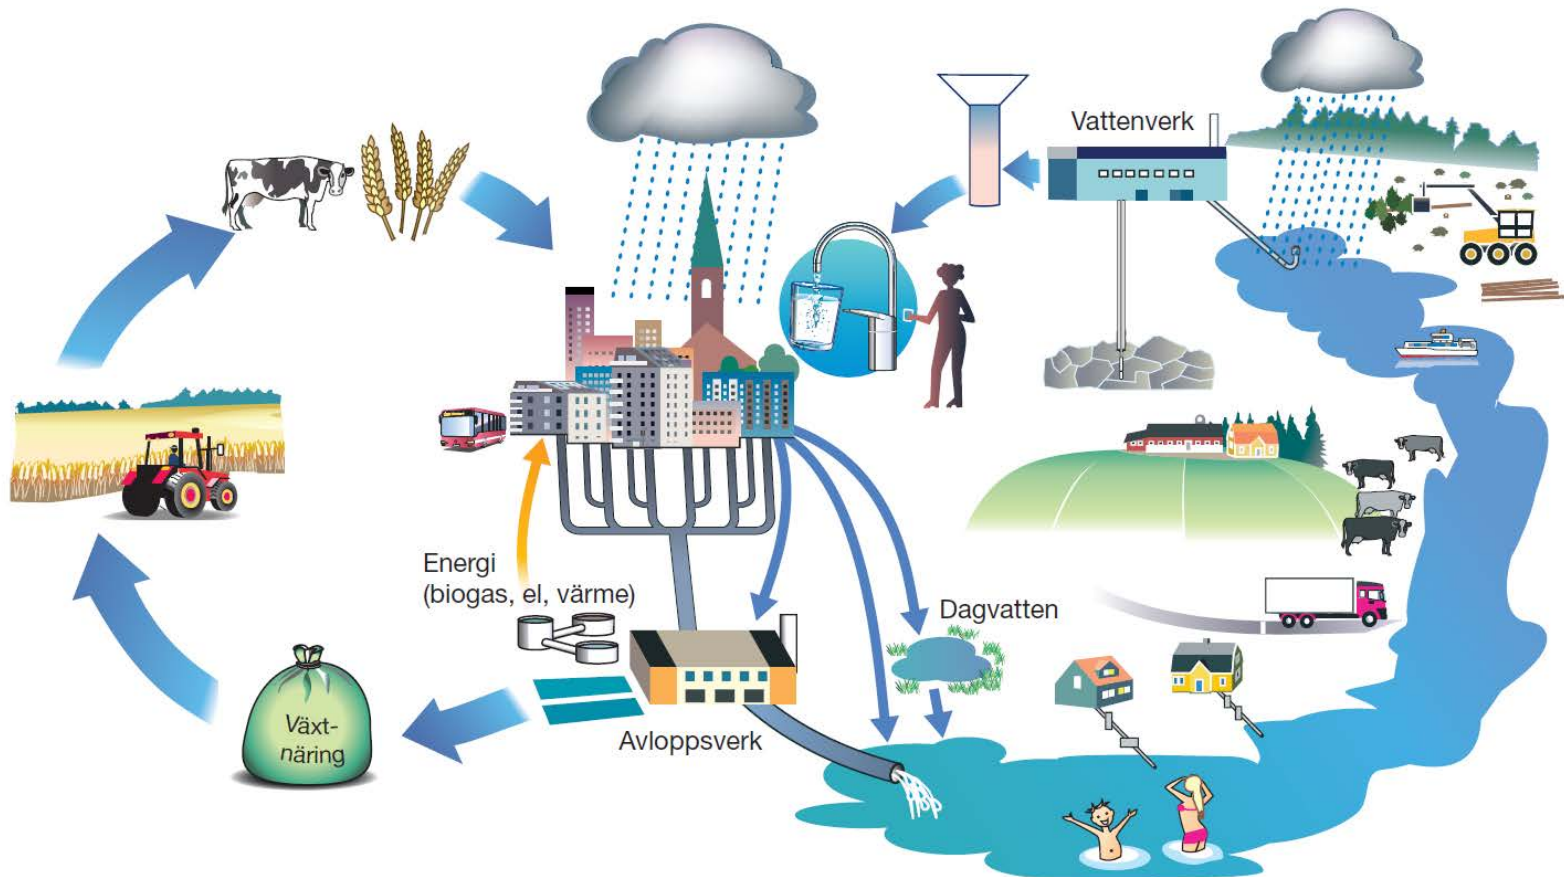 Vattenverk
Energi
(biogas, el, värme)
Dagvatten
Växt-
näring
Avloppsverk